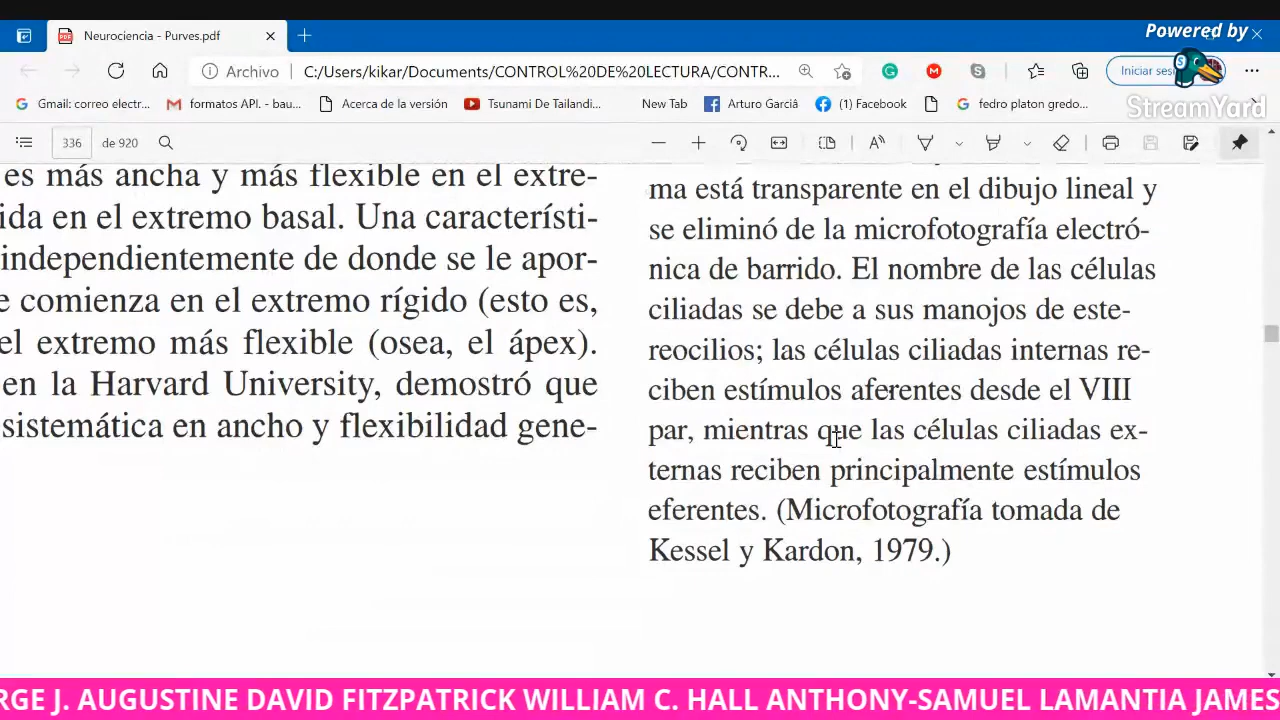 Powered by
StreamYard
Neurociencia - Purves.pdf
Archivo
C:/Users/kikar/Documents/CONTROL%20DE%20LECTURA/CONTR...
Gmail: correo electr...
formatos API. - bau...
Acerca de la versió
Tsunami De Tailandi...
New Tab
Arturo Garciâ
(1) Facebook
fedro platon gredo...
336 de 920
es más ancha y más flexible en el extre-
ida en el extremo basal. Una característi-
independientemente de donde se le apor-
e comienza en el extremo rígido (esto es,
el extremo más flexible (osea, el ápex).
en la Harvard University, demostró que
sistemática en ancho y flexibilidad gene-
ma está transparente en el dibujo lineal y
se eliminó de la microfotografía electró-
nica de barrido. El nombre de las células
ciliadas se debe a sus manojos de este-
reocilios; las células ciliadas internas re-
ciben estímulos aferentes desde el VIII
par, mientras que las células ciliadas ex-
ternas reciben principalmente estímulos
eferentes. (Microfotografía tomada de
Kessel y Kardon, 1979.)
RGE J. AUGUSTINE DAVID FITZPATRICK WILLIAM C. HALL ANTHONY-SAMUEL LAMANTIA JAMES